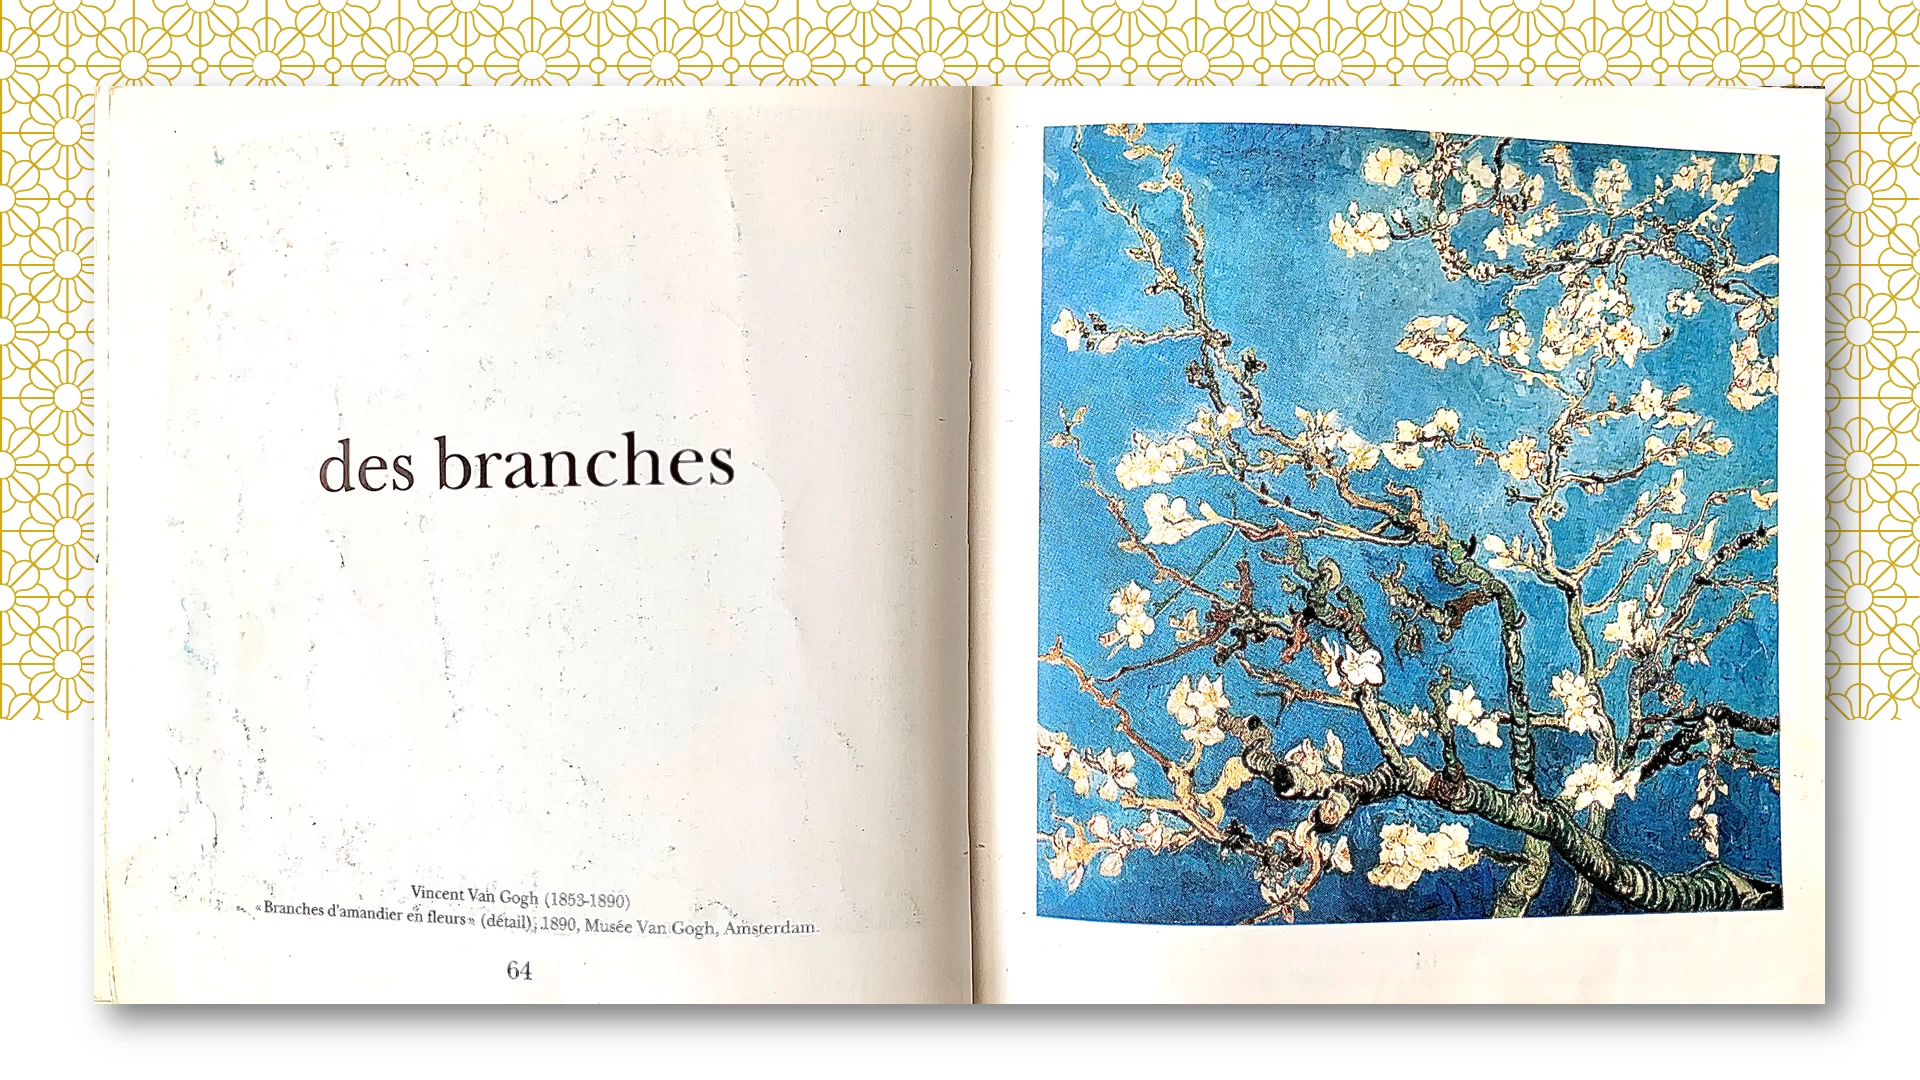 des branches
Vincent Van Gogh (1853-1890)
«Branches d'amandier en fleurs» (détail), 1890, Musée Van Gogh, Amsterdam.
64